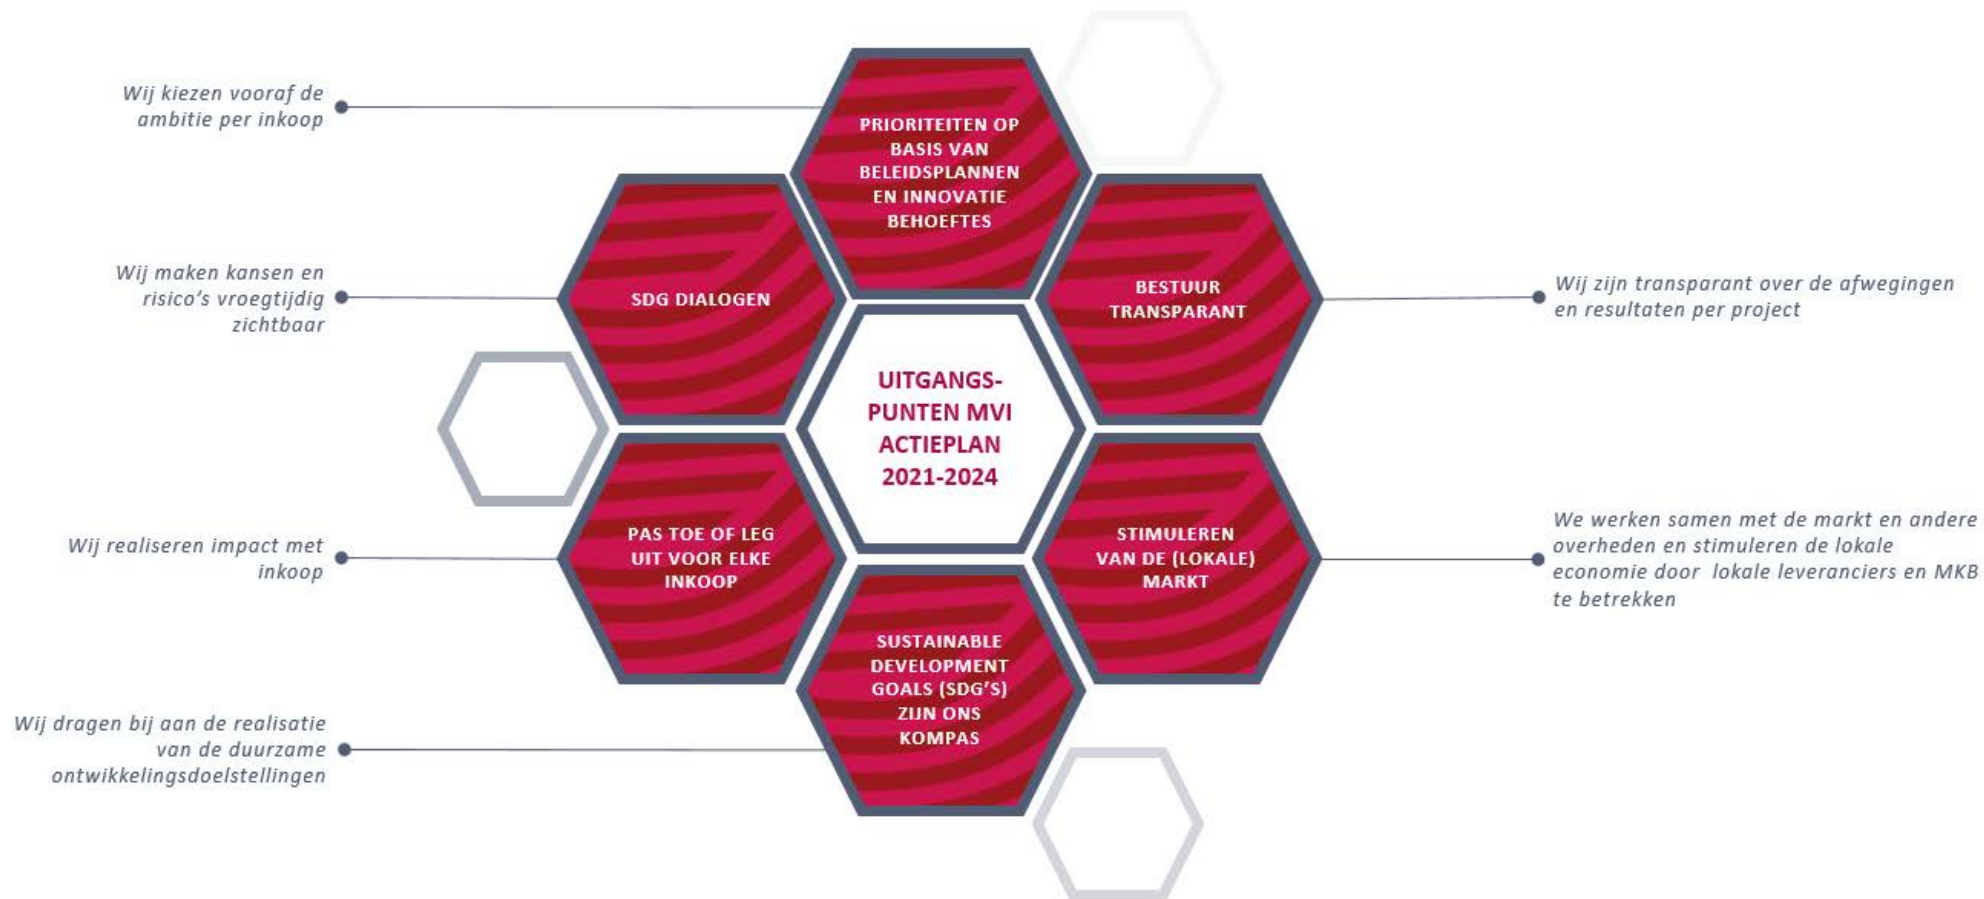 Wij kiezen vooraf de
ambitie per inkoop
PRIORITEITEN OP
BASIS VAN
BELEIDSPLANNEN
EN INNOVATIE
BEHOEFTES
Wij maken kansen en
risico's vroegtijdig
zichtbaar
SDG DIALOGEN
BESTUUR
TRANSPARANT
Wij zijn transparant over de afwegingen
en resultaten per project
UITGANGS-
PUNTEN MVI
ACTIEPLAN
2021-2024
Wij realiseren impact met
inkoop
PAS TOE OF LEG
UIT VOOR ELKE
INKOOP
STIMULEREN
VAN DE (LOKALE)
MARKT
We werken samen met de markt en andere
overheden en stimuleren de lokale
economie door lokale leveranciers en MKB
te betrekken
Wij dragen bij aan de realisatie
van de duurzame
ontwikkelingsdoelstellingen
SUSTAINABLE
DEVELOPMENT
GOALS (SDG'S)
ZIJN ONS
KOMPAS